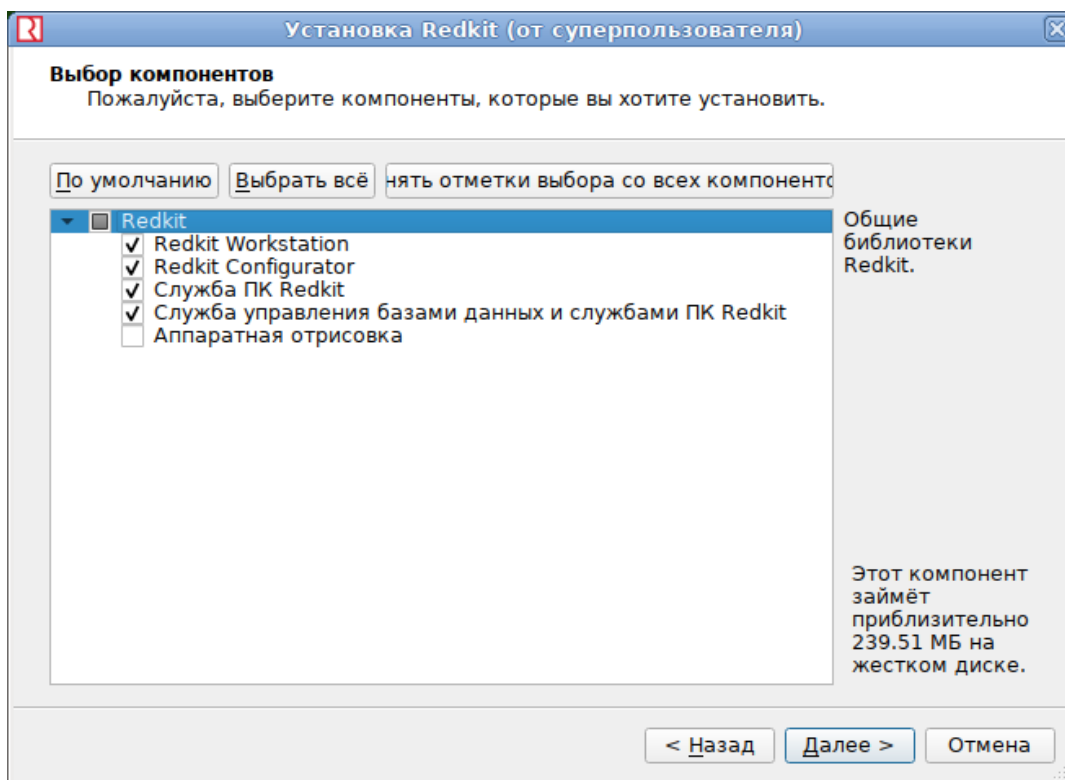 Установка Redkit (от суперпользователя)
Выбор компонентов
Пожалуйста, выберите компоненты, которые вы хотите установить.
По умолчанию
Выбрать всё
нять отметки выбора со всех компоненто
Redkit
Redkit Workstation
Redkit Configurator
Служба ПК Redkit
Служба управления базами данных и службами ПК Redkit
Аппаратная отрисовка
Общие
библиотеки
Redkit.
Этот компонент
займёт
приблизительно
239.51 МБ на
жестком диске.
< Назад
Далее >
Отмена